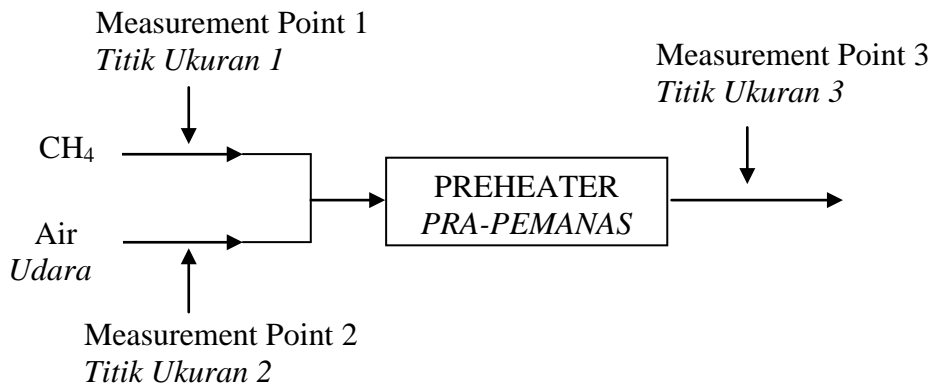 Measurement Point 1
Titik Ukuran 1
Measurement Point 3
Titik Ukuran 3
CH₄
PREHEATER
PRA-PEMANAS
Air
Udara
Measurement Point 2
Titik Ukuran 2